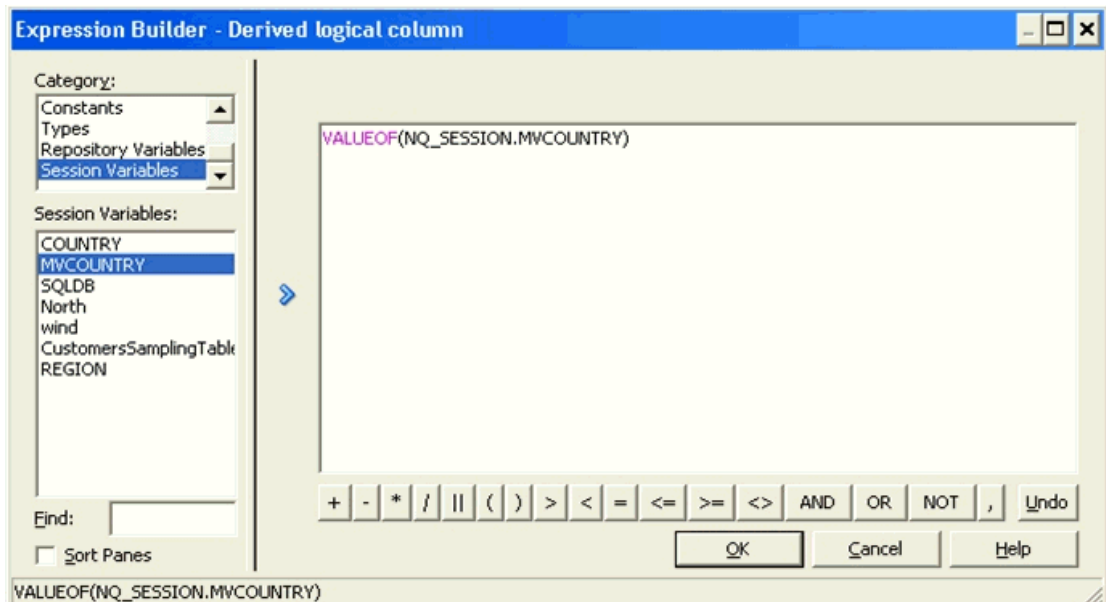 Expression Builder - Derived logical column
Category:
Constants
Types
Repository Variables
Session Variables
Session Variables:
COUNTRY
MVCOUNTRY
SQLDB
North
wind
CustomersSamplingTable
REGION
Find:
Sort Panes
VALUEOF(NQ_SESSION.MVCOUNTRY)
+ - * / || ( ) > < = <= >= <> AND OR NOT , Undo
OK Cancel Help
VALUEOF(NQ_SESSION.MVCOUNTRY)